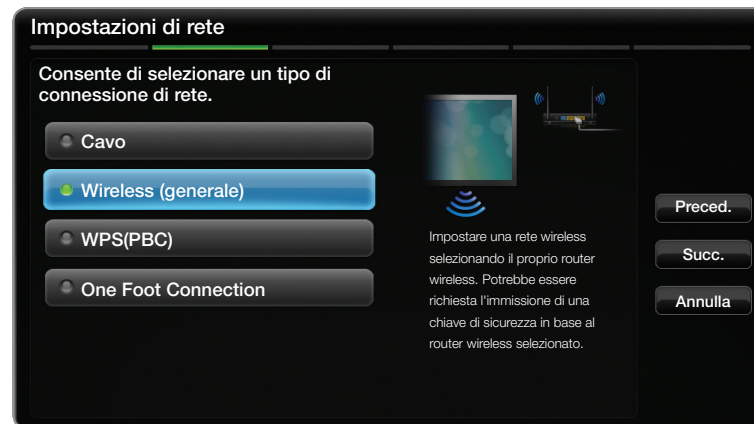 Impostazioni di rete
Consente di selezionare un tipo di
connessione di rete.
Cavo
Wireless (generale)
WPS(PBC)
One Foot Connection
Impostare una rete wireless
selezionando il proprio router
wireless. Potrebbe essere
richiesta l'immissione di una
chiave di sicurezza in base al
router wireless selezionato.
Preced.
Succ.
Annulla